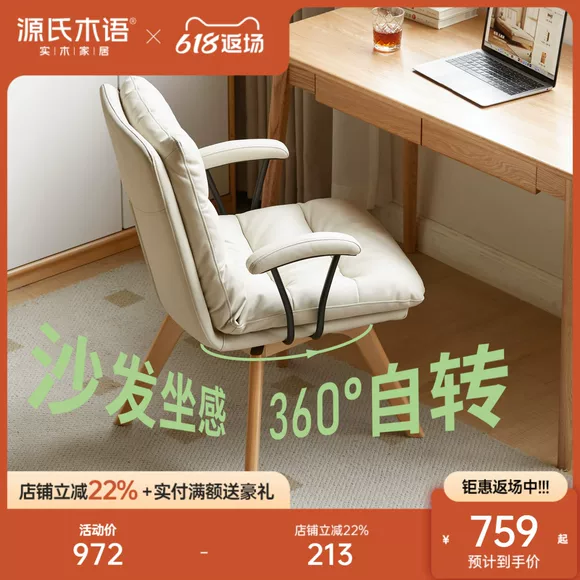 源氏木语®
实|木|家|居
×
618返场
沙发坐感
360°自转
店铺立减22% +实付满额送豪礼
钜惠返场中!!!
活动价
972
-
店铺立减22%
213
¥ 759 起
预计到手价